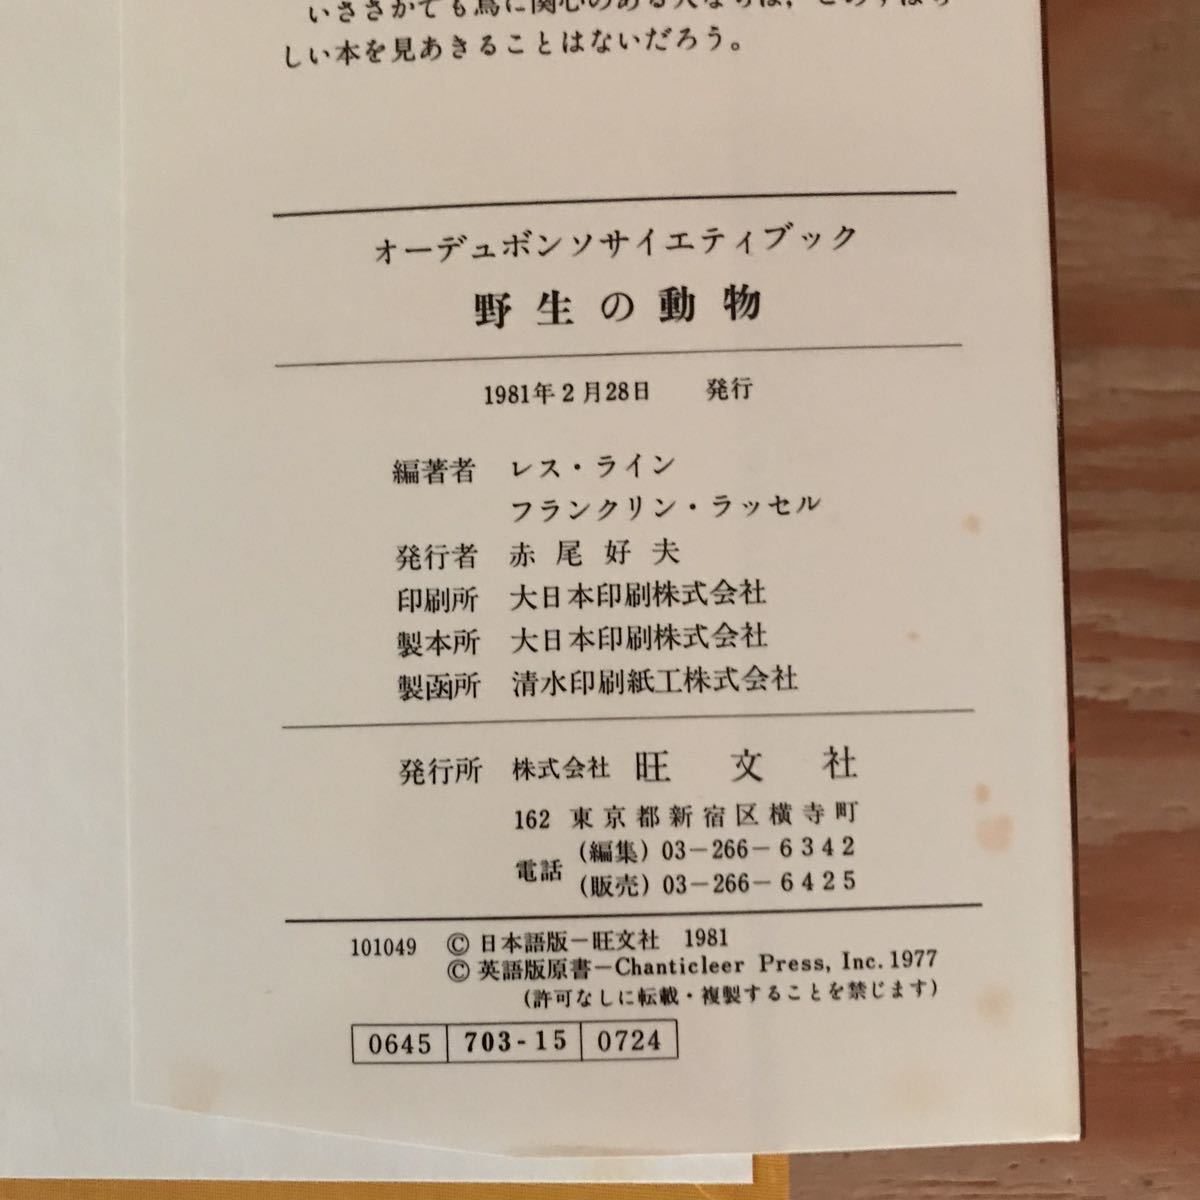 いささかでも鳥に関心のある人ならば，このすばら
しい本を見あきることはないだろう。
オーデュボンソサイエティブック
野生の動物
1981年2月28日　発行
編著者　レス・ライン
フランクリン・ラッセル
発行者　赤尾好夫
印刷所　大日本印刷株式会社
製本所　大日本印刷株式会社
製函所　清水印刷紙工株式会社
発行所　株式会社　旺文社
162 東京都新宿区横寺町
電話 (編集) 03-266-6342
(販売) 03-266-6425
101049 © 日本語版-旺文社 1981
© 英語版原書-Chanticleer Press, Inc. 1977
(許可なしに転載・複製することを禁じます)
0645 703-15 0724